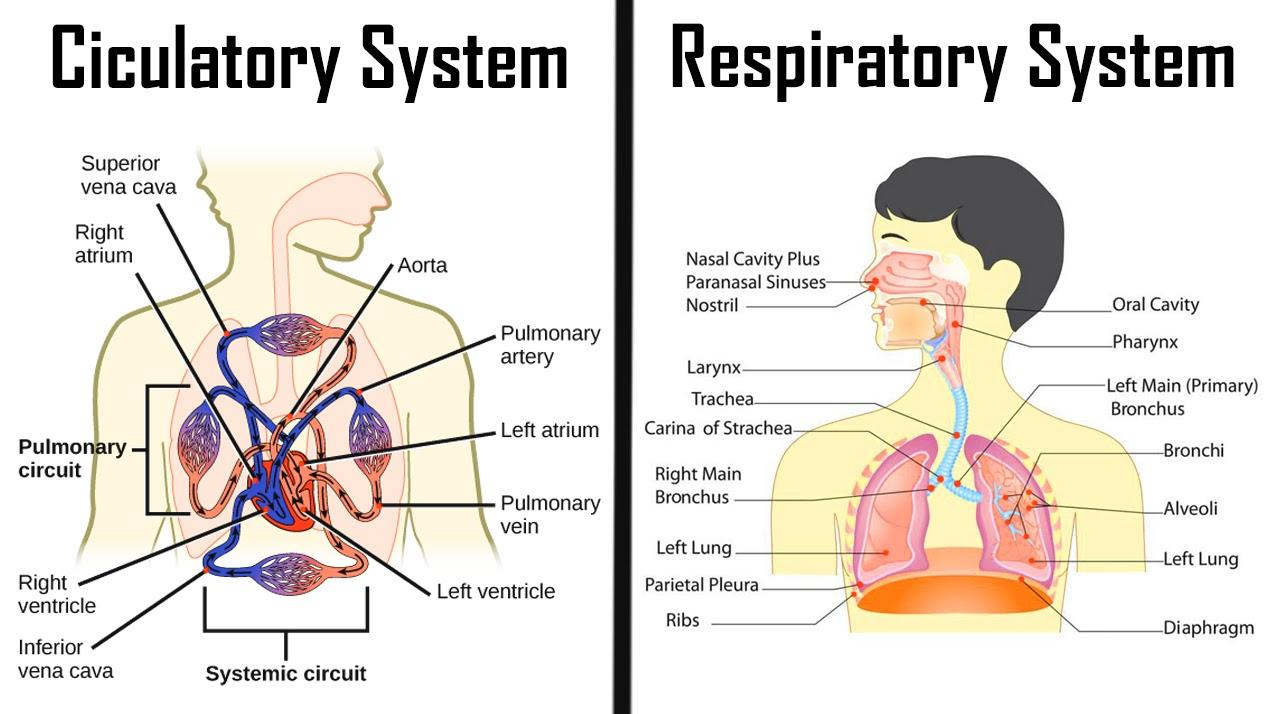 Ciculatory System
Superior
vena cava
Right
atrium
Aorta
Pulmonary
artery
Left atrium
Pulmonary
circuit
Pulmonary
vein
Right
ventricle
Left ventricle
Inferior
vena cava
Systemic circuit
Respiratory System
Nasal Cavity Plus
Paranasal Sinuses
Nostril
Oral Cavity
Pharynx
Larynx
Left Main (Primary)
Bronchus
Trachea
Carina of Strachea
Bronchi
Right Main
Bronchus
Alveoli
Left Lung
Left Lung
Parietal Pleura
Ribs
Diaphragm